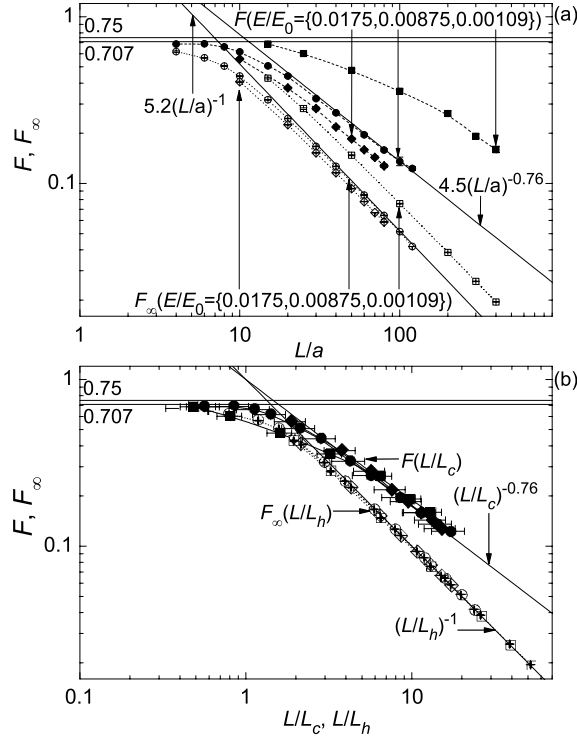 (a)
1
0.75
0.707
F(E/E0={0.0175,0.00875,0.00109})
5.2(L/a)-1
F, F∞
0.1
4.5(L/a)-0.76
F∞(E/E0={0.0175,0.00875,0.00109})
1 10 100
L/a
(b)
1
0.75
0.707
F(L/Lc)
(L/Lc)-0.76
F, F∞
F∞(L/Lh)
0.1
(L/Lh)-1
0.1 1 10
L/Lc, L/Lh